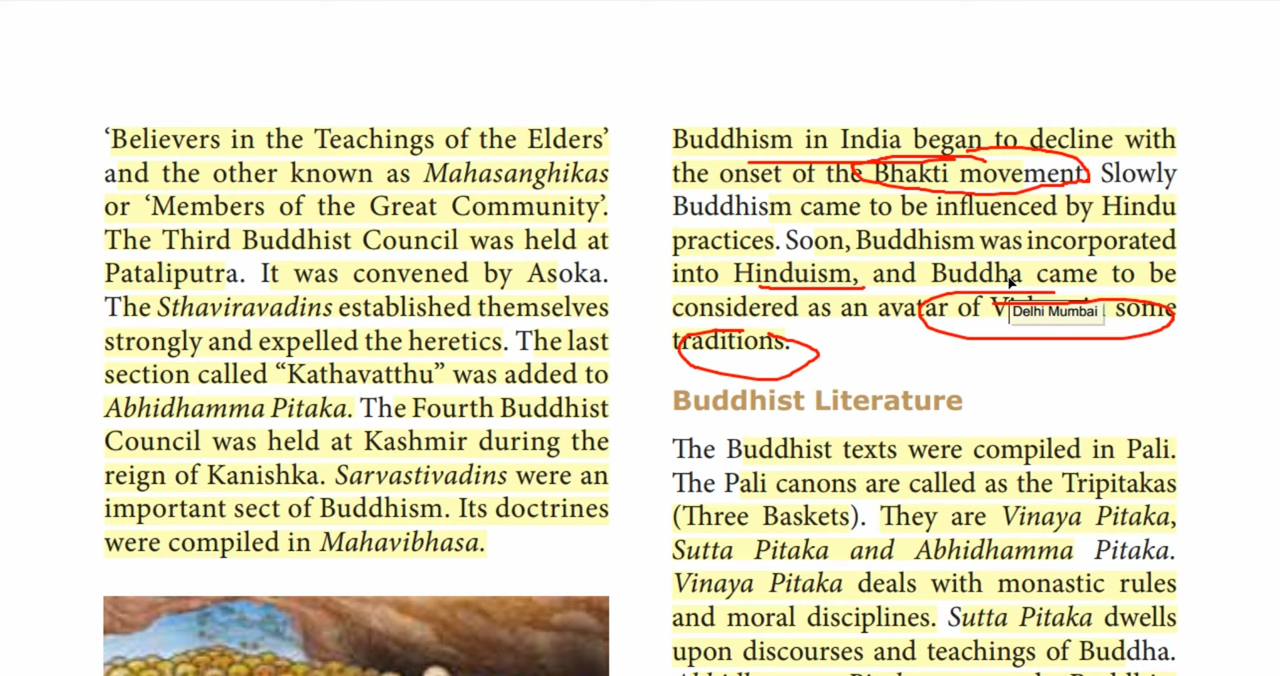 ‘Believers in the Teachings of the Elders’
and the other known as Mahasanghikas
or ‘Members of the Great Community’.
The Third Buddhist Council was held at
Pataliputra. It was convened by Asoka.
The Sthaviravadins established themselves
strongly and expelled the heretics. The last
section called “Kathavatthu” was added to
Abhidhamma Pitaka. The Fourth Buddhist
Council was held at Kashmir during the
reign of Kanishka. Sarvastivadins were an
important sect of Buddhism. Its doctrines
were compiled in Mahavibhasa.
Buddhism in India began to decline with
the onset of the Bhakti movement. Slowly
Buddhism came to be influenced by Hindu
practices. Soon, Buddhism was incorporated
into Hinduism, and Buddha came to be
considered as an avatar of some
Delhi Mumbai
traditions.
Buddhist Literature
The Buddhist texts were compiled in Pali.
The Pali canons are called as the Tripitakas
(Three Baskets). They are Vinaya Pitaka,
Sutta Pitaka and Abhidhamma Pitaka.
Vinaya Pitaka deals with monastic rules
and moral disciplines. Sutta Pitaka dwells
upon discourses and teachings of Buddha.